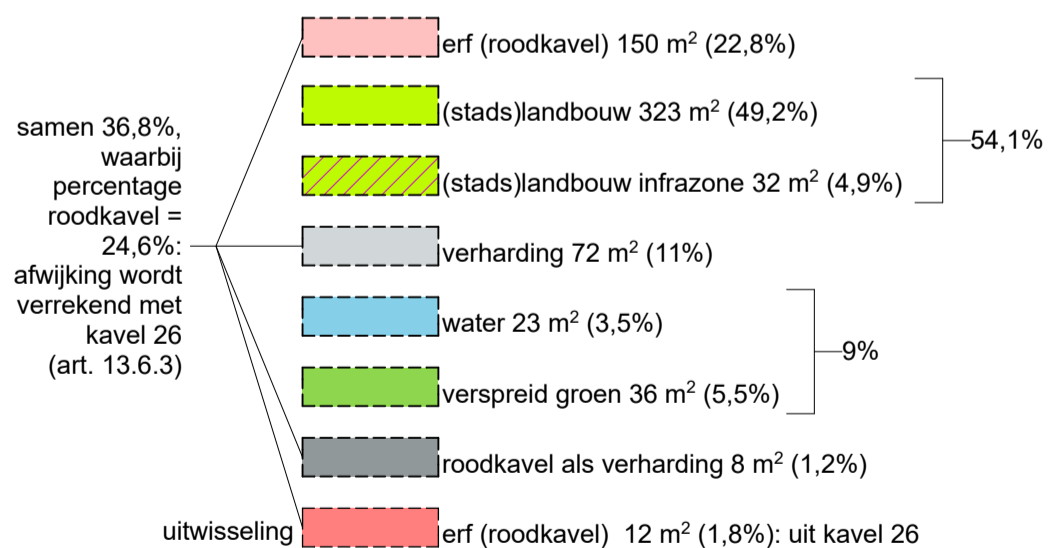 erf (roodkavel) 150 m² (22,8%)
(stads)landbouw 323 m² (49,2%)
(stads)landbouw infrazone 32 m² (4,9%)
54,1%
samen 36,8%,
waarbij
percentage
roodkavel =
24,6%:
afwijking wordt
verrekend met
kavel 26
(art. 13.6.3)
verharding 72 m² (11%)
water 23 m² (3,5%)
verspreid groen 36 m² (5,5%)
9%
roodkavel als verharding 8 m² (1,2%)
uitwisseling
erf (roodkavel) 12 m² (1,8%): uit kavel 26